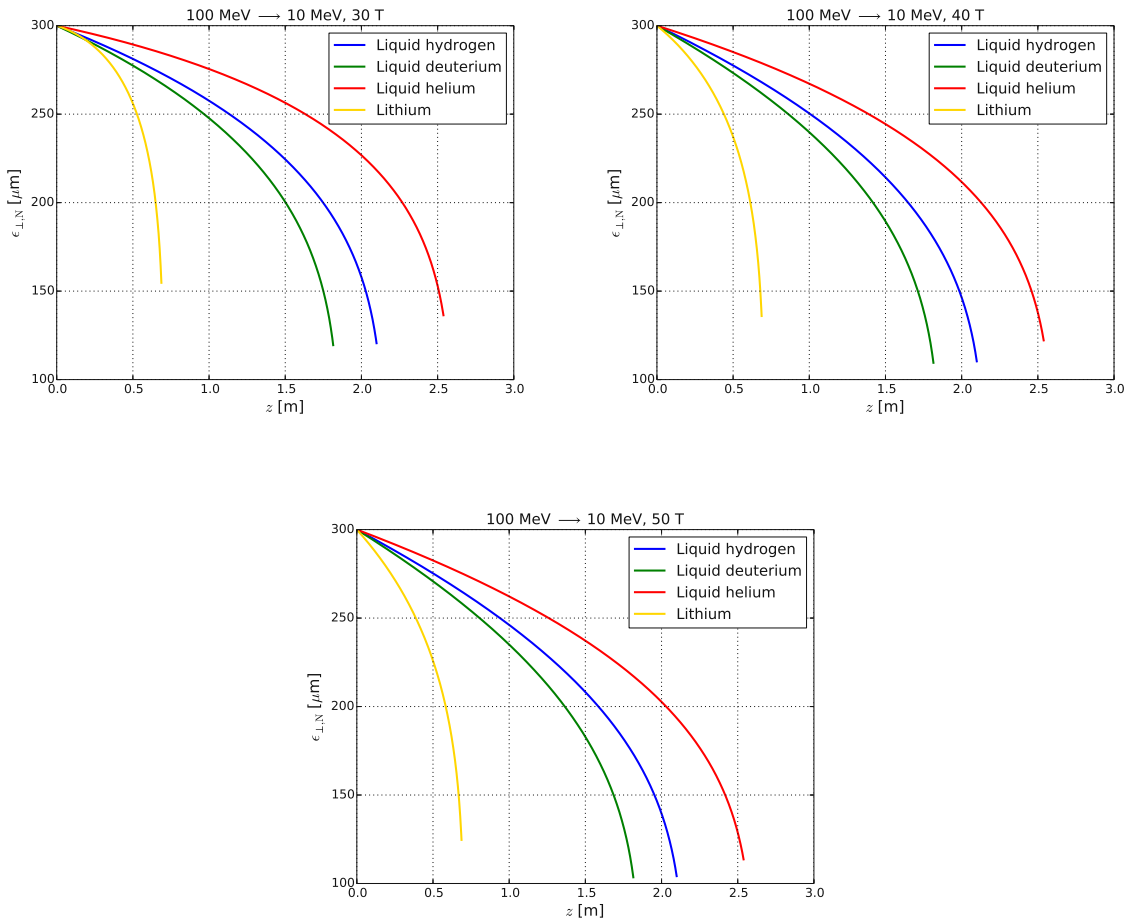 100 MeV ⟶ 10 MeV, 30 T
300
250
200
150
100
ϵ⊥,N [μm]
Liquid hydrogen
Liquid deuterium
Liquid helium
Lithium
0.0 0.5 1.0 1.5 2.0 2.5 3.0
z [m]
100 MeV ⟶ 10 MeV, 40 T
300
250
200
150
100
ϵ⊥,N [μm]
Liquid hydrogen
Liquid deuterium
Liquid helium
Lithium
0.0 0.5 1.0 1.5 2.0 2.5 3.0
z [m]
100 MeV ⟶ 10 MeV, 50 T
300
250
200
150
100
ϵ⊥,N [μm]
Liquid hydrogen
Liquid deuterium
Liquid helium
Lithium
0.0 0.5 1.0 1.5 2.0 2.5 3.0
z [m]